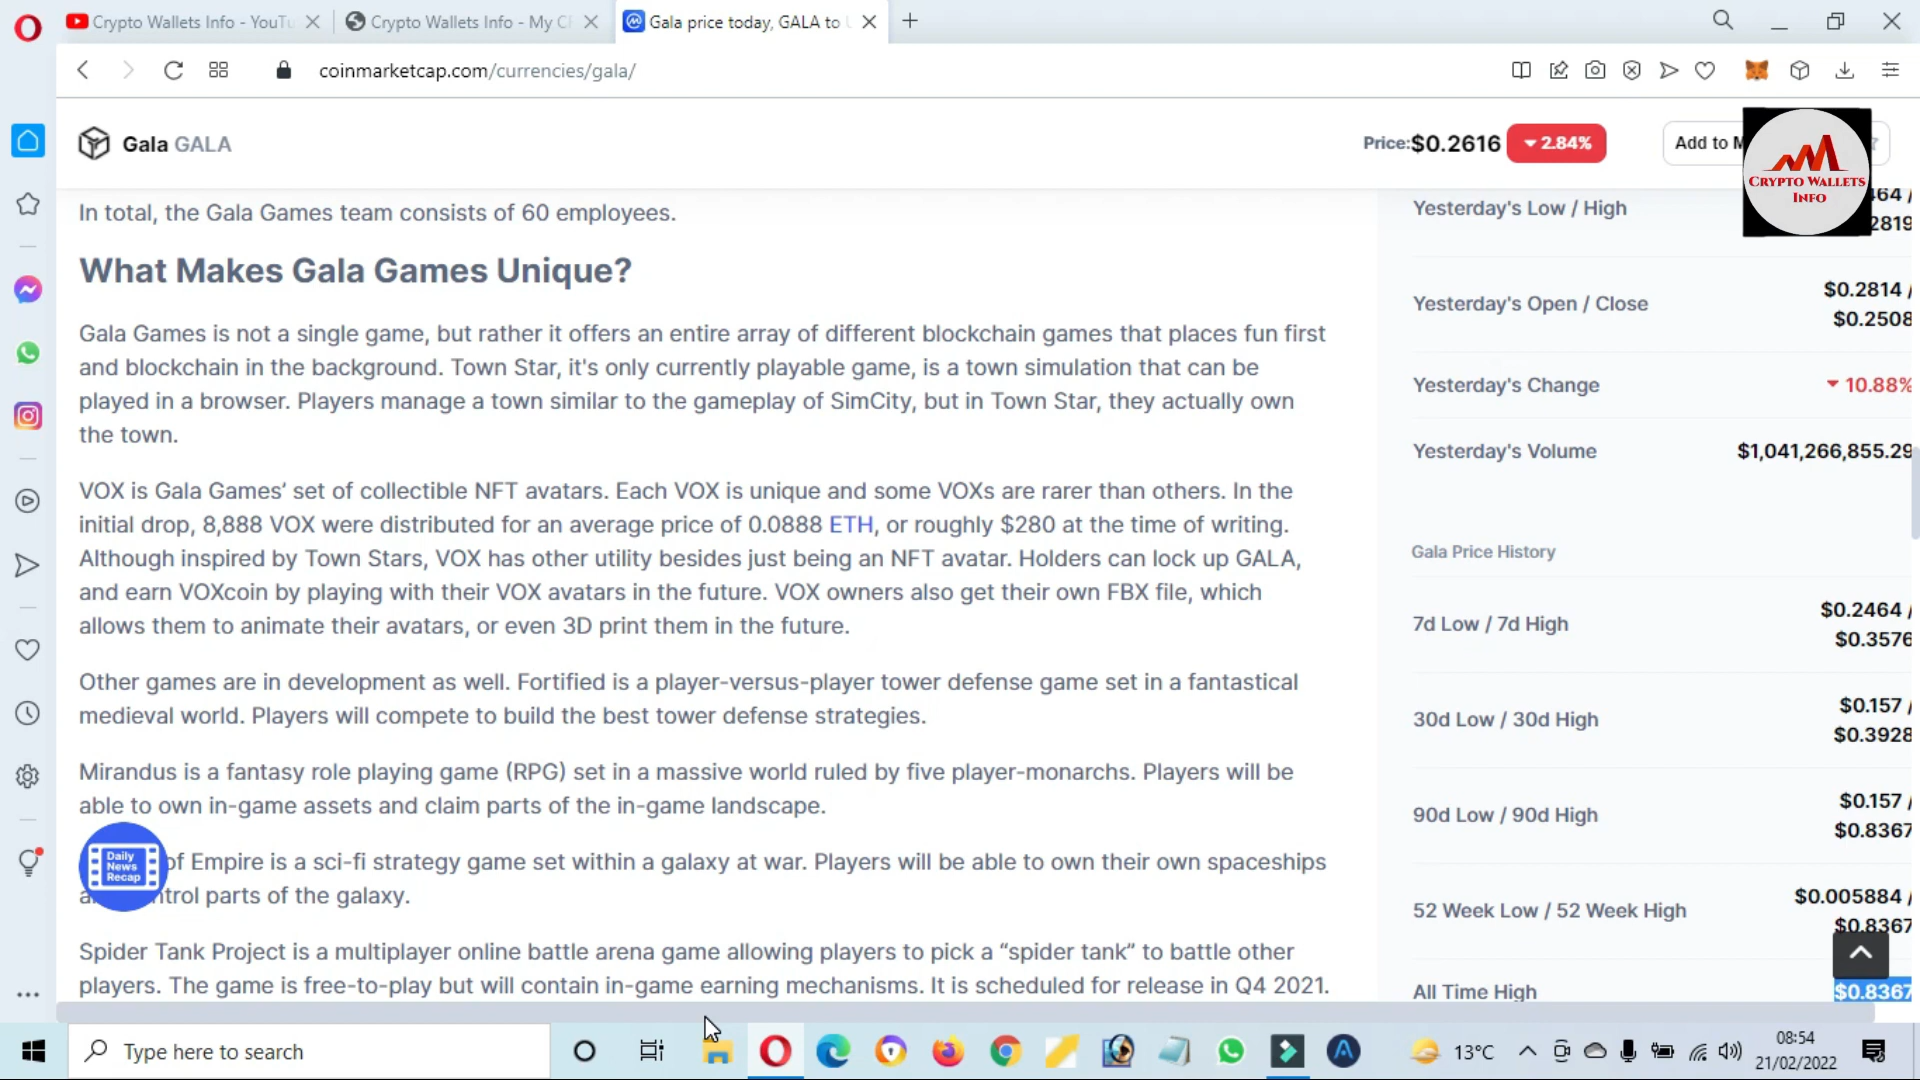 Crypto Wallets Info - YouTu
Crypto Wallets Info - My Cr
Gala price today, GALA to U
coinmarketcap.com/currencies/gala/
Gala GALA
Price:$0.2616
2.84%
Add to M
CRYPTO WALLETS
INFO
In total, the Gala Games team consists of 60 employees.
What Makes Gala Games Unique?
Gala Games is not a single game, but rather it offers an entire array of different blockchain games that places fun first
and blockchain in the background. Town Star, it's only currently playable game, is a town simulation that can be
played in a browser. Players manage a town similar to the gameplay of SimCity, but in Town Star, they actually own
the town.
VOX is Gala Games’ set of collectible NFT avatars. Each VOX is unique and some VOXs are rarer than others. In the
initial drop, 8,888 VOX were distributed for an average price of 0.0888 ETH, or roughly $280 at the time of writing.
Although inspired by Town Stars, VOX has other utility besides just being an NFT avatar. Holders can lock up GALA,
and earn VOXcoin by playing with their VOX avatars in the future. VOX owners also get their own FBX file, which
allows them to animate their avatars, or even 3D print them in the future.
Other games are in development as well. Fortified is a player-versus-player tower defense game set in a fantastical
medieval world. Players will compete to build the best tower defense strategies.
Mirandus is a fantasy role playing game (RPG) set in a massive world ruled by five player-monarchs. Players will be
able to own in-game assets and claim parts of the in-game landscape.
of Empire is a sci-fi strategy game set within a galaxy at war. Players will be able to own their own spaceships
ntrol parts of the galaxy.
Spider Tank Project is a multiplayer online battle arena game allowing players to pick a “spider tank” to battle other
players. The game is free-to-play but will contain in-game earning mechanisms. It is scheduled for release in Q4 2021.
Daily
News
Recap
Yesterday's Low / High
464 /
2819
Yesterday's Open / Close
$0.2814 /
$0.2508
Yesterday's Change
10.88%
Yesterday's Volume
$1,041,266,855.29
Gala Price History
7d Low / 7d High
$0.2464 /
$0.3576
30d Low / 30d High
$0.157 /
$0.3928
90d Low / 90d High
$0.157 /
$0.8367
52 Week Low / 52 Week High
$0.005884 /
$0.8367
All Time High
$0.8367
Type here to search
13°C
08:54
21/02/2022